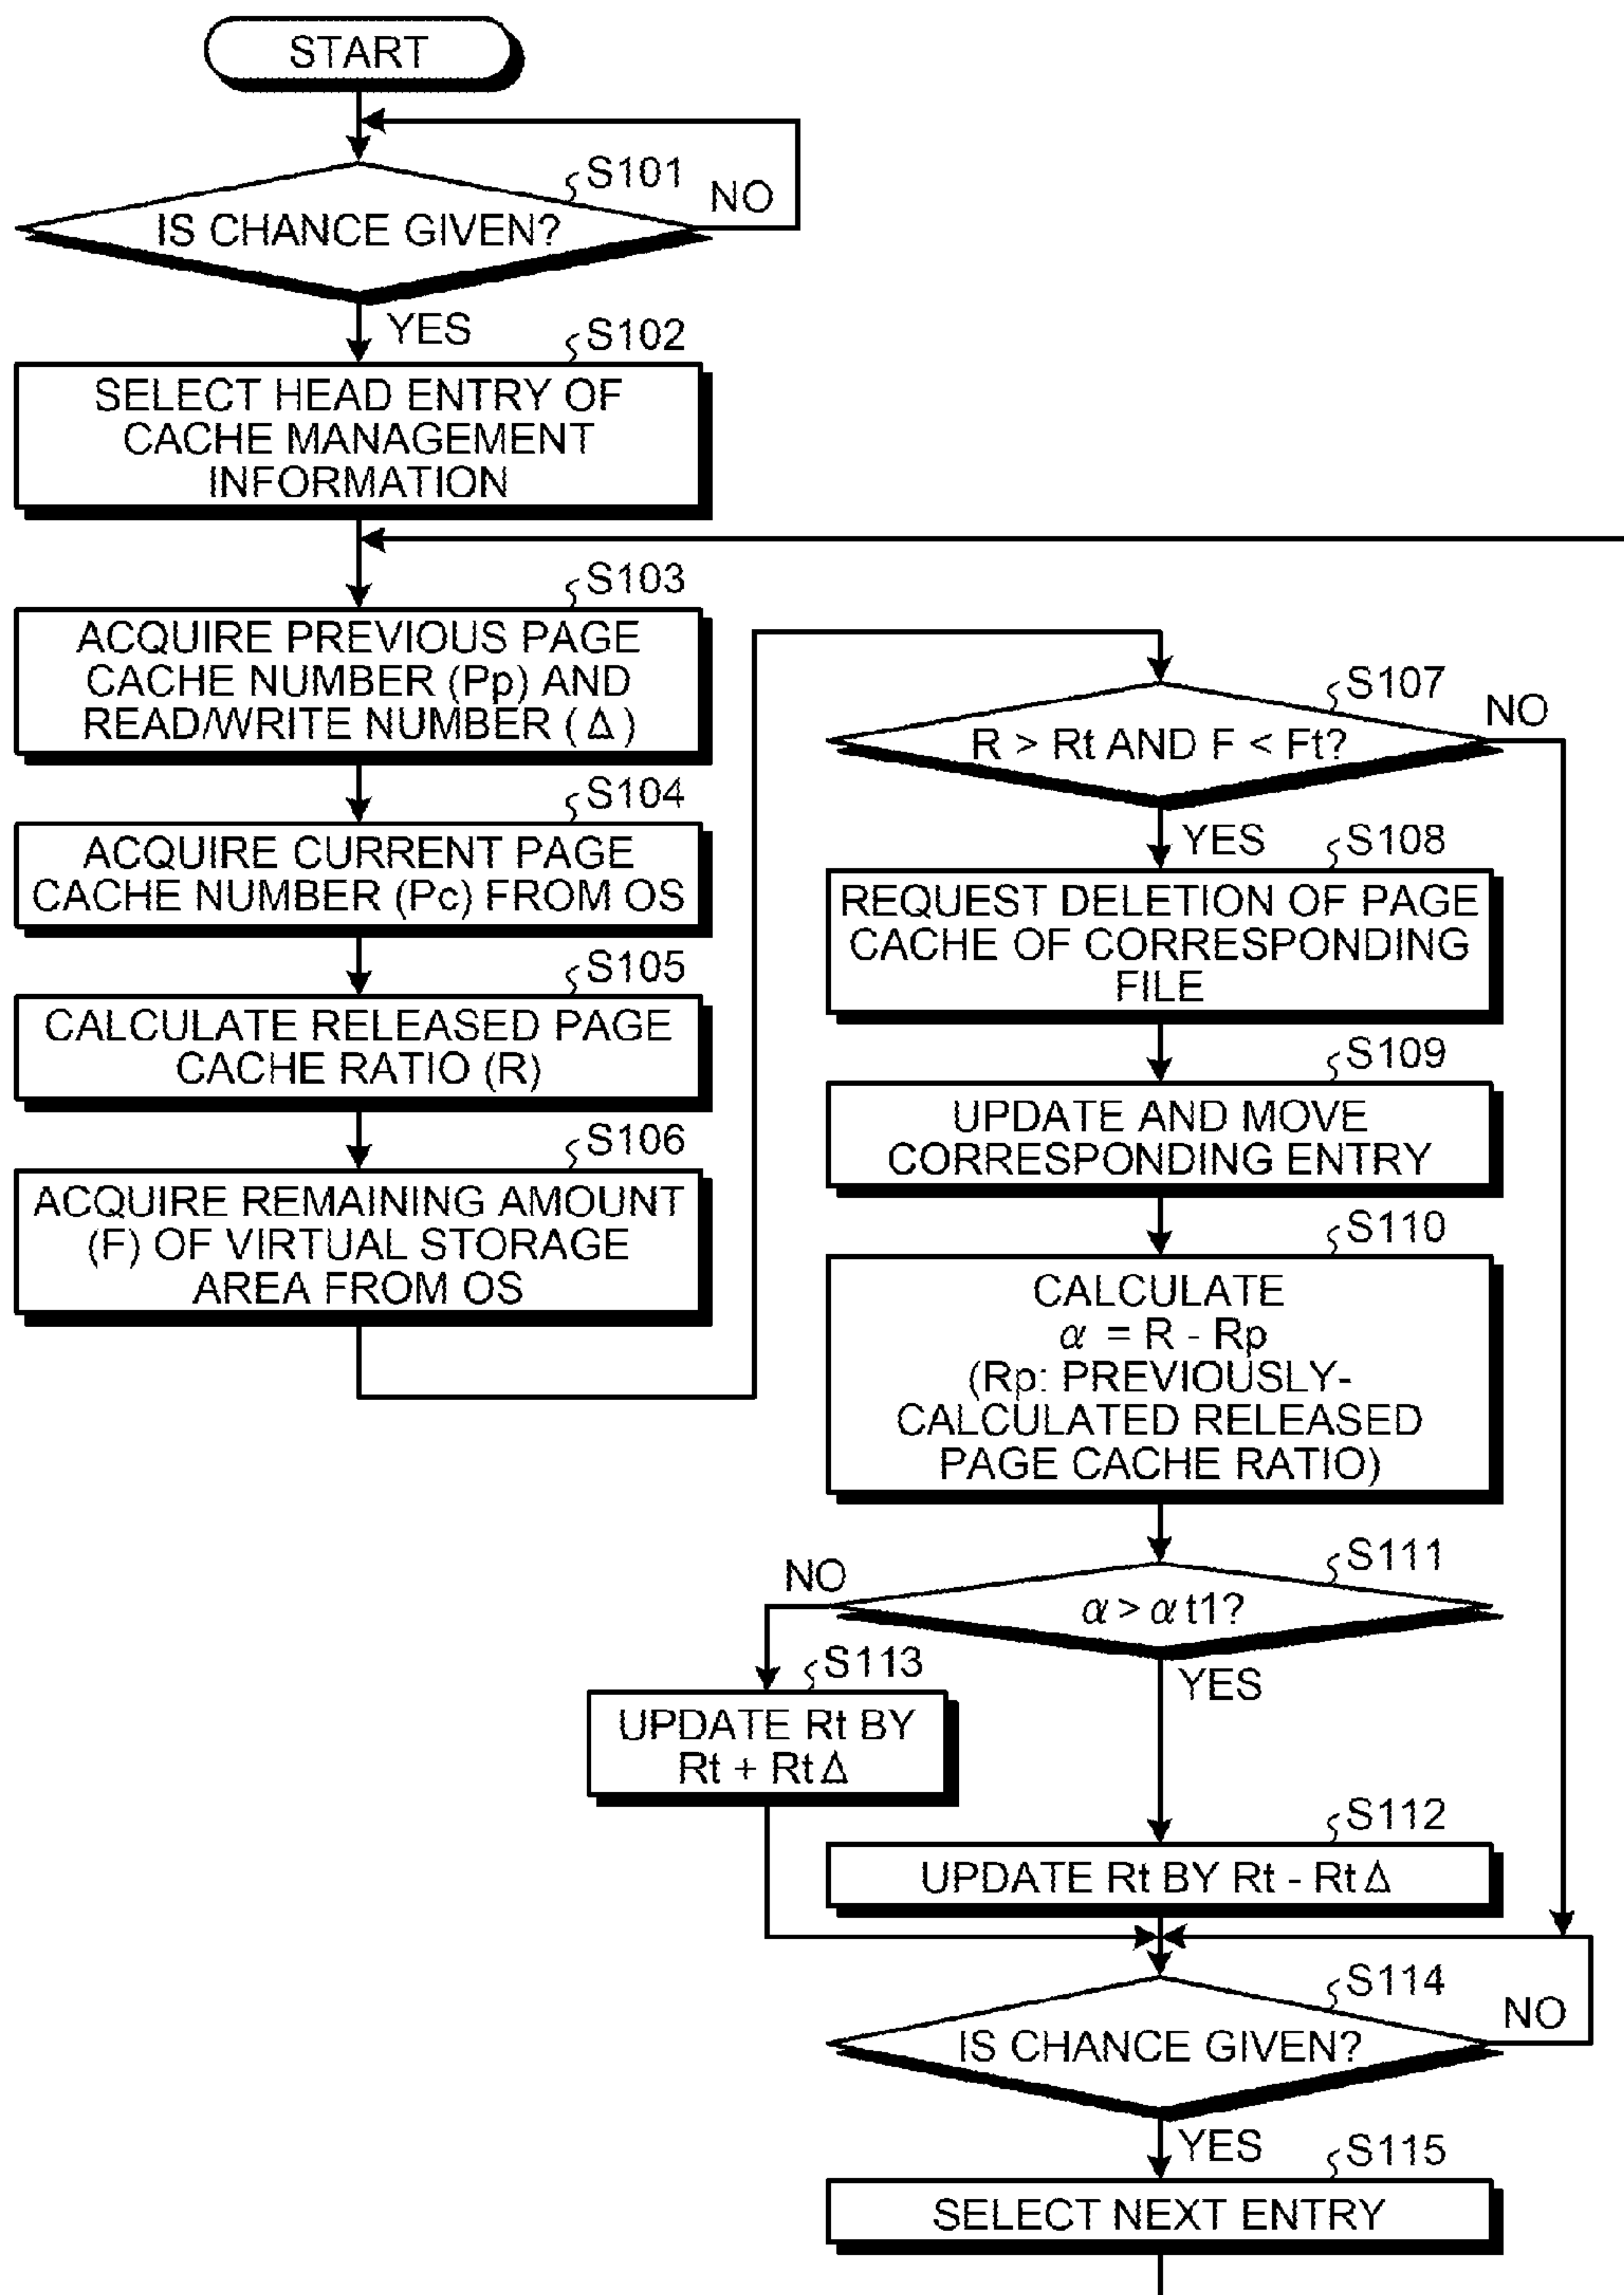 START
S101
NO
IS CHANCE GIVEN?
YES
S102
SELECT HEAD ENTRY OF
CACHE MANAGEMENT
INFORMATION
S103
ACQUIRE PREVIOUS PAGE
CACHE NUMBER (Pp) AND
READ/WRITE NUMBER (Δ)
S104
ACQUIRE CURRENT PAGE
CACHE NUMBER (Pc) FROM OS
S105
CALCULATE RELEASED PAGE
CACHE RATIO (R)
S106
ACQUIRE REMAINING AMOUNT
(F) OF VIRTUAL STORAGE
AREA FROM OS
S107
NO
R > Rt AND F < Ft?
YES
S108
REQUEST DELETION OF PAGE
CACHE OF CORRESPONDING
FILE
S109
UPDATE AND MOVE
CORRESPONDING ENTRY
S110
CALCULATE
α = R - Rp
(Rp: PREVIOUSLY-
CALCULATED RELEASED
PAGE CACHE RATIO)
S111
NO
α > α t1?
YES
S113
UPDATE Rt BY
Rt + Rt Δ
S112
UPDATE Rt BY Rt - Rt Δ
S114
NO
IS CHANCE GIVEN?
YES
S115
SELECT NEXT ENTRY